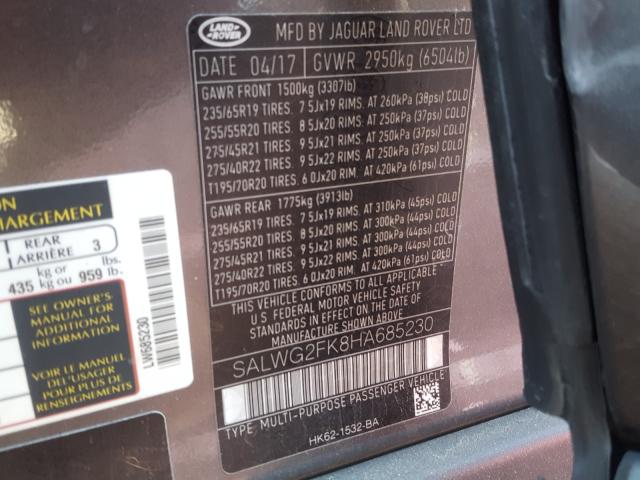 LAND
ROVER
MFD BY JAGUAR LAND ROVER LTD
DATE 04/17 GVWR 2950kg (6504lb)
GAWR FRONT 1500kg (3307lb)
235/65R19 TIRES. 7 5Jx19 RIMS. AT 260kPa (38psi) COLD
255/55R20 TIRES. 8 5Jx20 RIMS. AT 250kPa (37psi) COLD
275/45R21 TIRES. 9 5Jx21 RIMS. AT 250kPa (37psi) COLD
275/40R22 TIRES. 9 5Jx22 RIMS. AT 250kPa (37psi) COLD
T195/70R20 TIRES. 6 0Jx20 RIM. AT 420kPa (61psi) COLD
GAWR REAR 1775kg (3913lb)
235/65R19 TIRES. 7 5Jx19 RIMS. AT 310kPa (45psi) COLD
255/55R20 TIRES. 8 5Jx20 RIMS. AT 300kPa (44psi) COLD
275/45R21 TIRES. 9 5Jx21 RIMS. AT 300kPa (44psi) COLD
275/40R22 TIRES. 9 5Jx22 RIMS. AT 300kPa (44psi) COLD
T195/70R20 TIRES. 6 0Jx20 RIM. AT 420kPa (61psi) COLD
THIS VEHICLE CONFORMS TO ALL APPLICABLE
U.S. FEDERAL MOTOR VEHICLE SAFETY
STANDARDS IN EFFECT ON THE DATE OF
MANUFACTURE SHOWN ABOVE
SALWG2FK8HA685230
TYPE MULTI-PURPOSE PASSENGER VEHICLE
HK62-1532-BA
LW685230
ON
HARGEMENT
REAR
ARRIÈRE 3
kg or lbs.
435 kg ou 959 lb.
SEE OWNER'S
MANUAL FOR
ADDITIONAL
INFORMATION
VOIR LE MANUEL
DE L'USAGER
POUR PLUS DE
RENSEIGNEMENTS